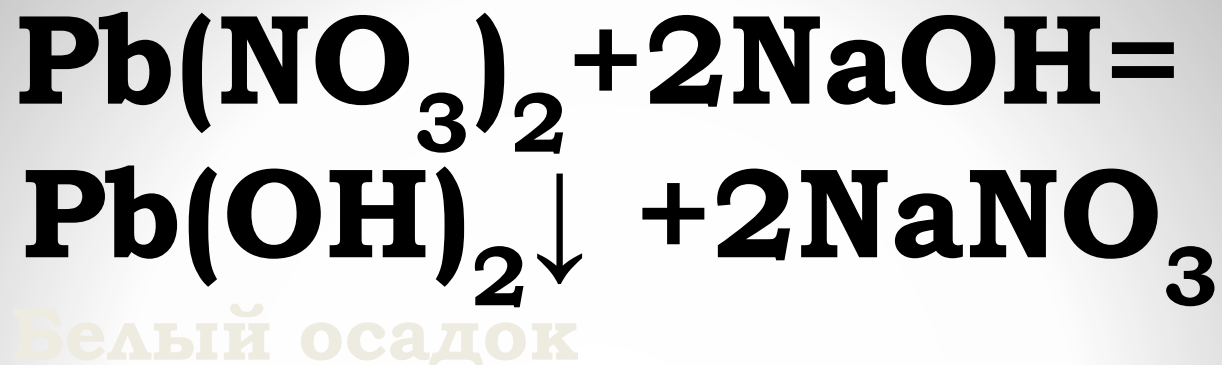 Pb(NO₃)₂+2NaOH=
Pb(OH)₂↓ +2NaNO₃
Белый осадок